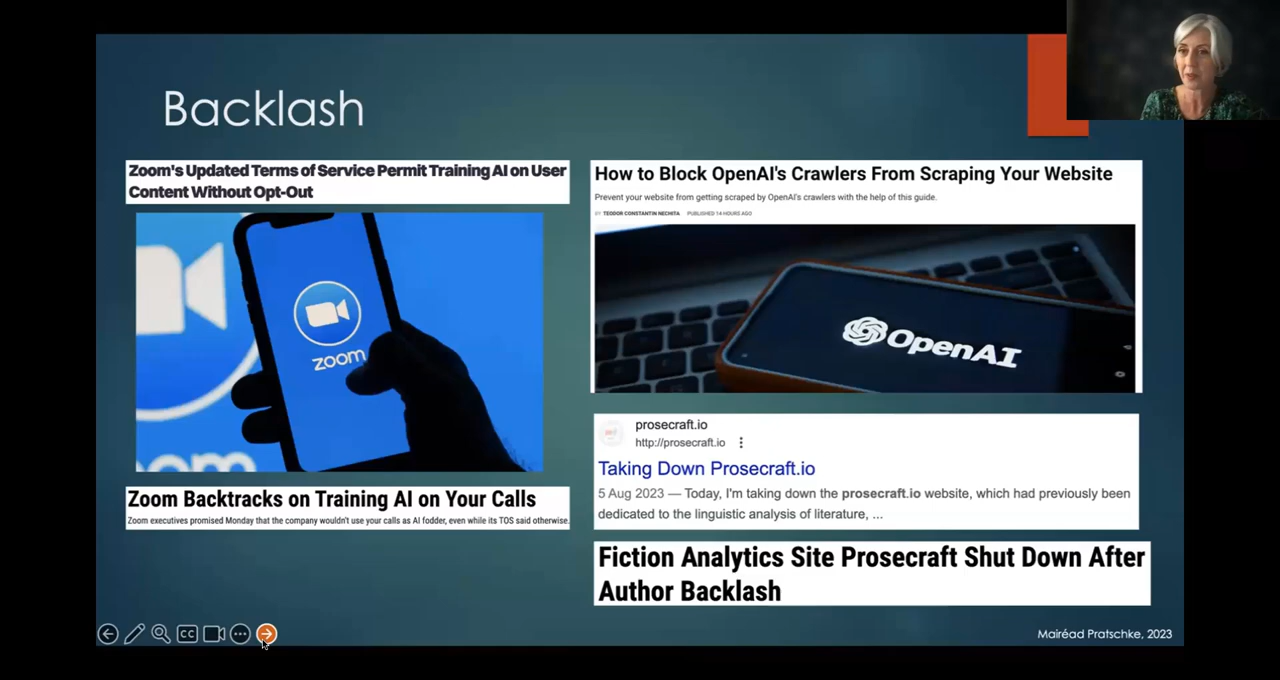 Backlash
Zoom's Updated Terms of Service Permit Training AI on User
Content Without Opt-Out
zoom
om
Zoom Backtracks on Training AI on Your Calls
Zoom executives promised Monday that the company wouldn't use your calls as AI fodder, even while its TOS said otherwise.
How to Block OpenAI's Crawlers From Scraping Your Website
Prevent your website from getting scraped by OpenAI's crawlers with the help of this guide.
BY TEODOR CONSTANTIN NECHITA PUBLISHED 14 HOURS AGO
OpenAI
prosecraft.io
http://prosecraft.io
Taking Down Prosecraft.io
5 Aug 2023 — Today, I'm taking down the prosecraft.io website, which had previously been
dedicated to the linguistic analysis of literature, ...
Fiction Analytics Site Prosecraft Shut Down After
Author Backlash
CC
Mairéad Pratschke, 2023